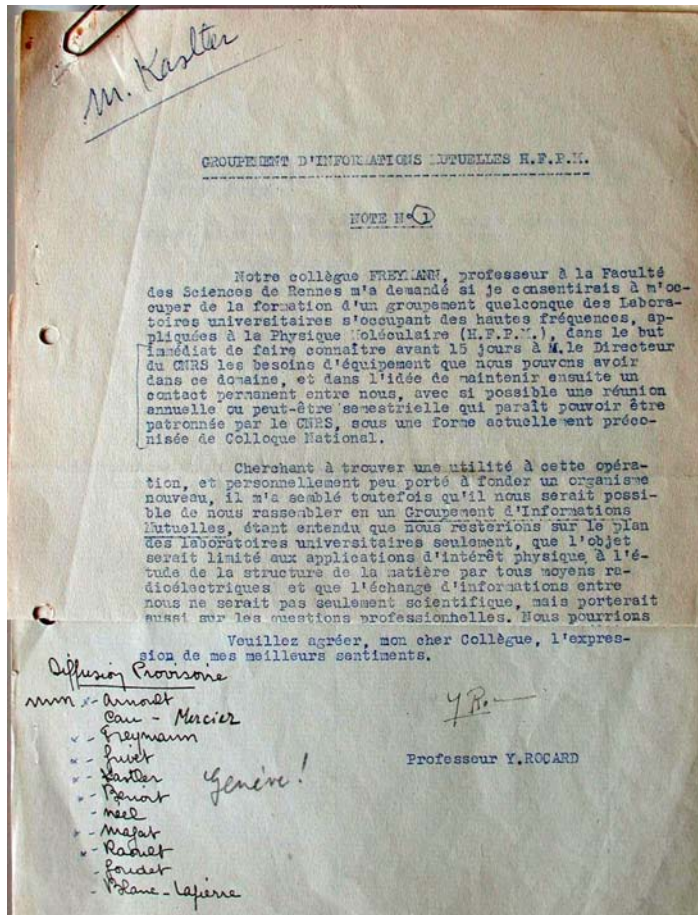 M. Kaslter
GROUPEMENT D'INFORMATIONS MUTUELLES H.F.P.M.
NOTE N° 1
Notre collègue FREYMANN, professeur à la Faculté
des Sciences de Rennes m'a demandé si je consentirais à m'oc-
cuper de la formation d'un groupement quelconque des Labora-
toires universitaires s'occupant des hautes fréquences, ap-
pliquées à la Physique Moléculaire (H.F.P.M.), dans le but
immédiat de faire connaître avant 15 jours à M.le Directeur
du CNRS les besoins d'équipement que nous pouvons avoir
dans ce domaine, et dans l'idée de maintenir ensuite un
contact permanent entre nous, avec si possible une réunion
annuelle ou peut-être semestrielle qui paraît pouvoir être
patronnée par le CNRS, sous une forme actuellement préco-
nisée de Colloque National.
Cherchant à trouver une utilité à cette opéra-
tion, et personnellement peu porté à fonder un organisme
nouveau, il m'a semblé toutefois qu'il nous serait possi-
ble de nous rassembler en un Groupement d'Informations
Mutuelles, étant entendu que nous resterions sur le plan
des laboratoires universitaires seulement, que l'objet
serait limité aux applications d'intérêt physique à l'é-
tude de la structure de la matière par tous moyens ra-
dioélectriques et que l'échange d'informations entre
nous ne serait pas seulement scientifique, mais porterait
aussi sur les questions professionnelles. Nous pourrions
Veuillez agréer, mon cher Collègue, l'expres-
sion de mes meilleurs sentiments.
Diffusion Provisoire
MM x- Arnoult
Cau - Mercier
x- Freymann
x- Grivet
x- Kastler
x- Benoit
- Néel
x- Magat
x- Raoult
- Goudet
- Blanc-Lapierre
Genève !
Y. Ro
Professeur Y.ROCARD